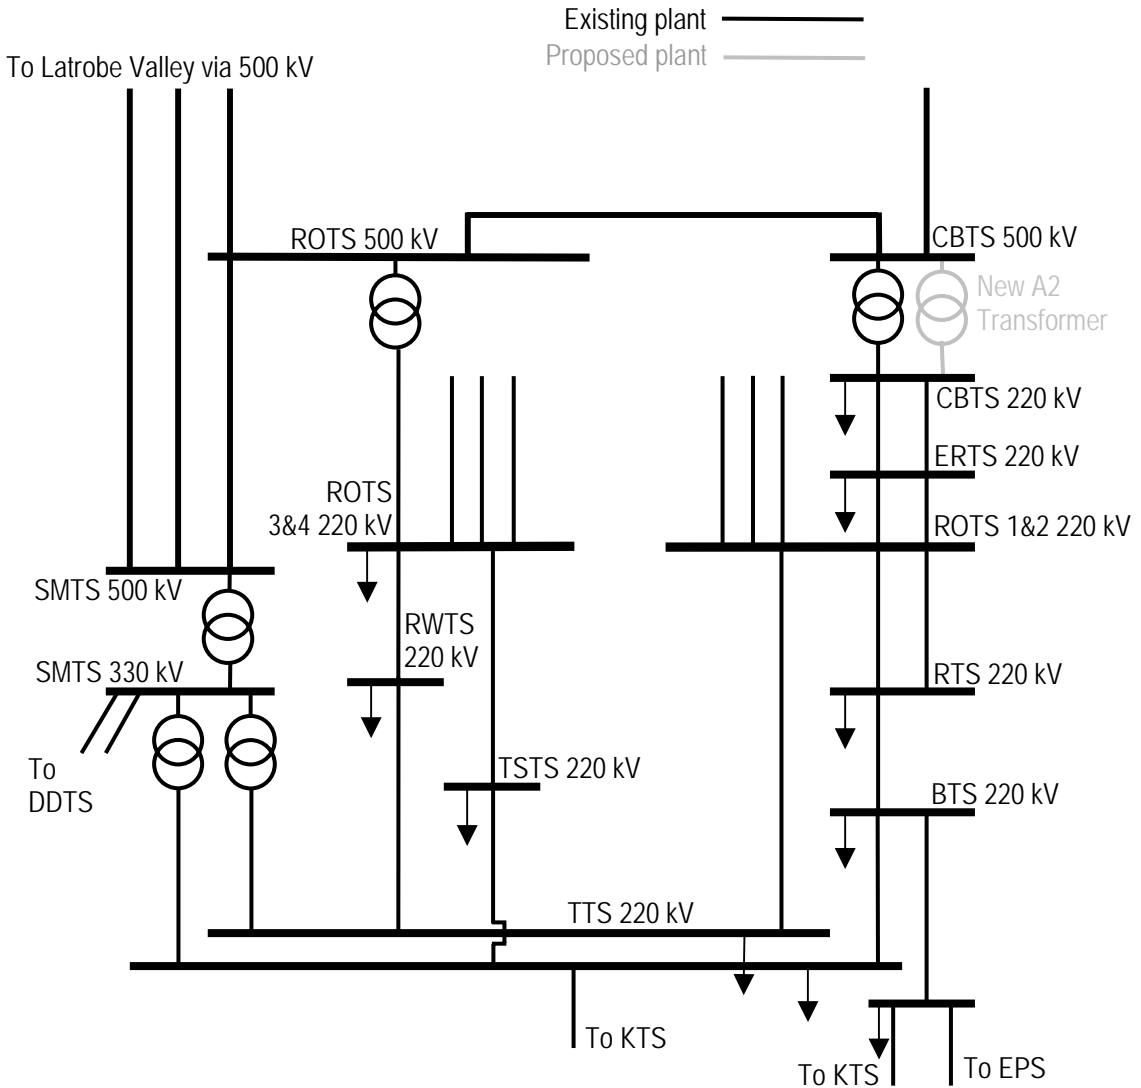 Existing plant
Proposed plant
To Latrobe Valley via 500 kV
ROTS 500 kV
CBTS 500 kV
New A2
Transformer
CBTS 220 kV
ERTS 220 kV
ROTS
3&4 220 kV
ROTS 1&2 220 kV
SMTS 500 kV
RWTS
220 kV
SMTS 330 kV
RTS 220 kV
To
DDTS
TSTS 220 kV
BTS 220 kV
TTS 220 kV
To KTS
To KTS
To EPS